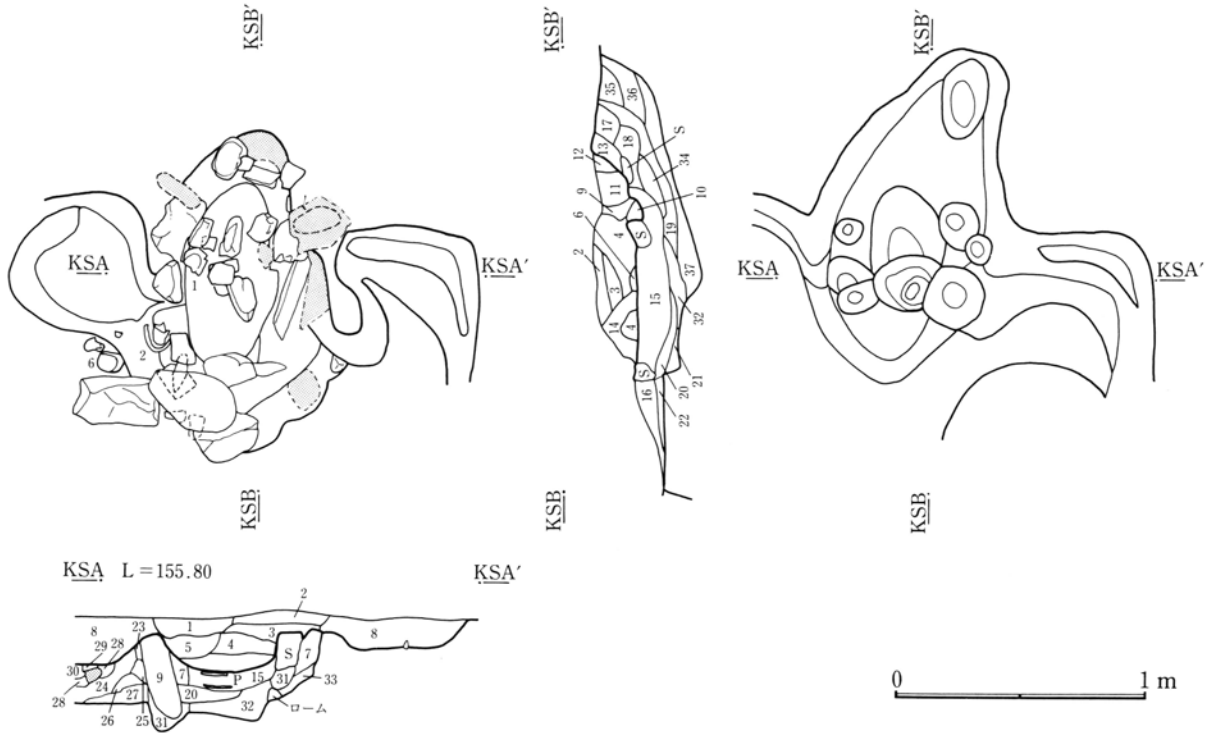 KSB′
KSB′
KSB′
35
36
17
18
S
13
12
34
11
9
10
6
4
S
19
2
37
3
15
32
14
4
21
S
20
16
22
KSA
1
KSA′
2
6
KSA
KSA′
KSB
KSB
KSB
KSA L=155.80
KSA′
2
8
23
1
3
8
29
28
5
4
S
7
30
9
7
P
15
31
33
28
24
27
20
32
ローム
26
25
31
0
1 m